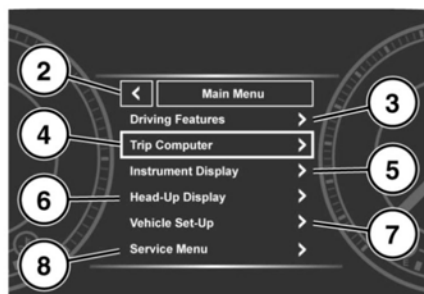 2
Main Menu
3
Driving Features
4
Trip Computer
Instrument Display
5
6
Head-Up Display
Vehicle Set-Up
7
8
Service Menu